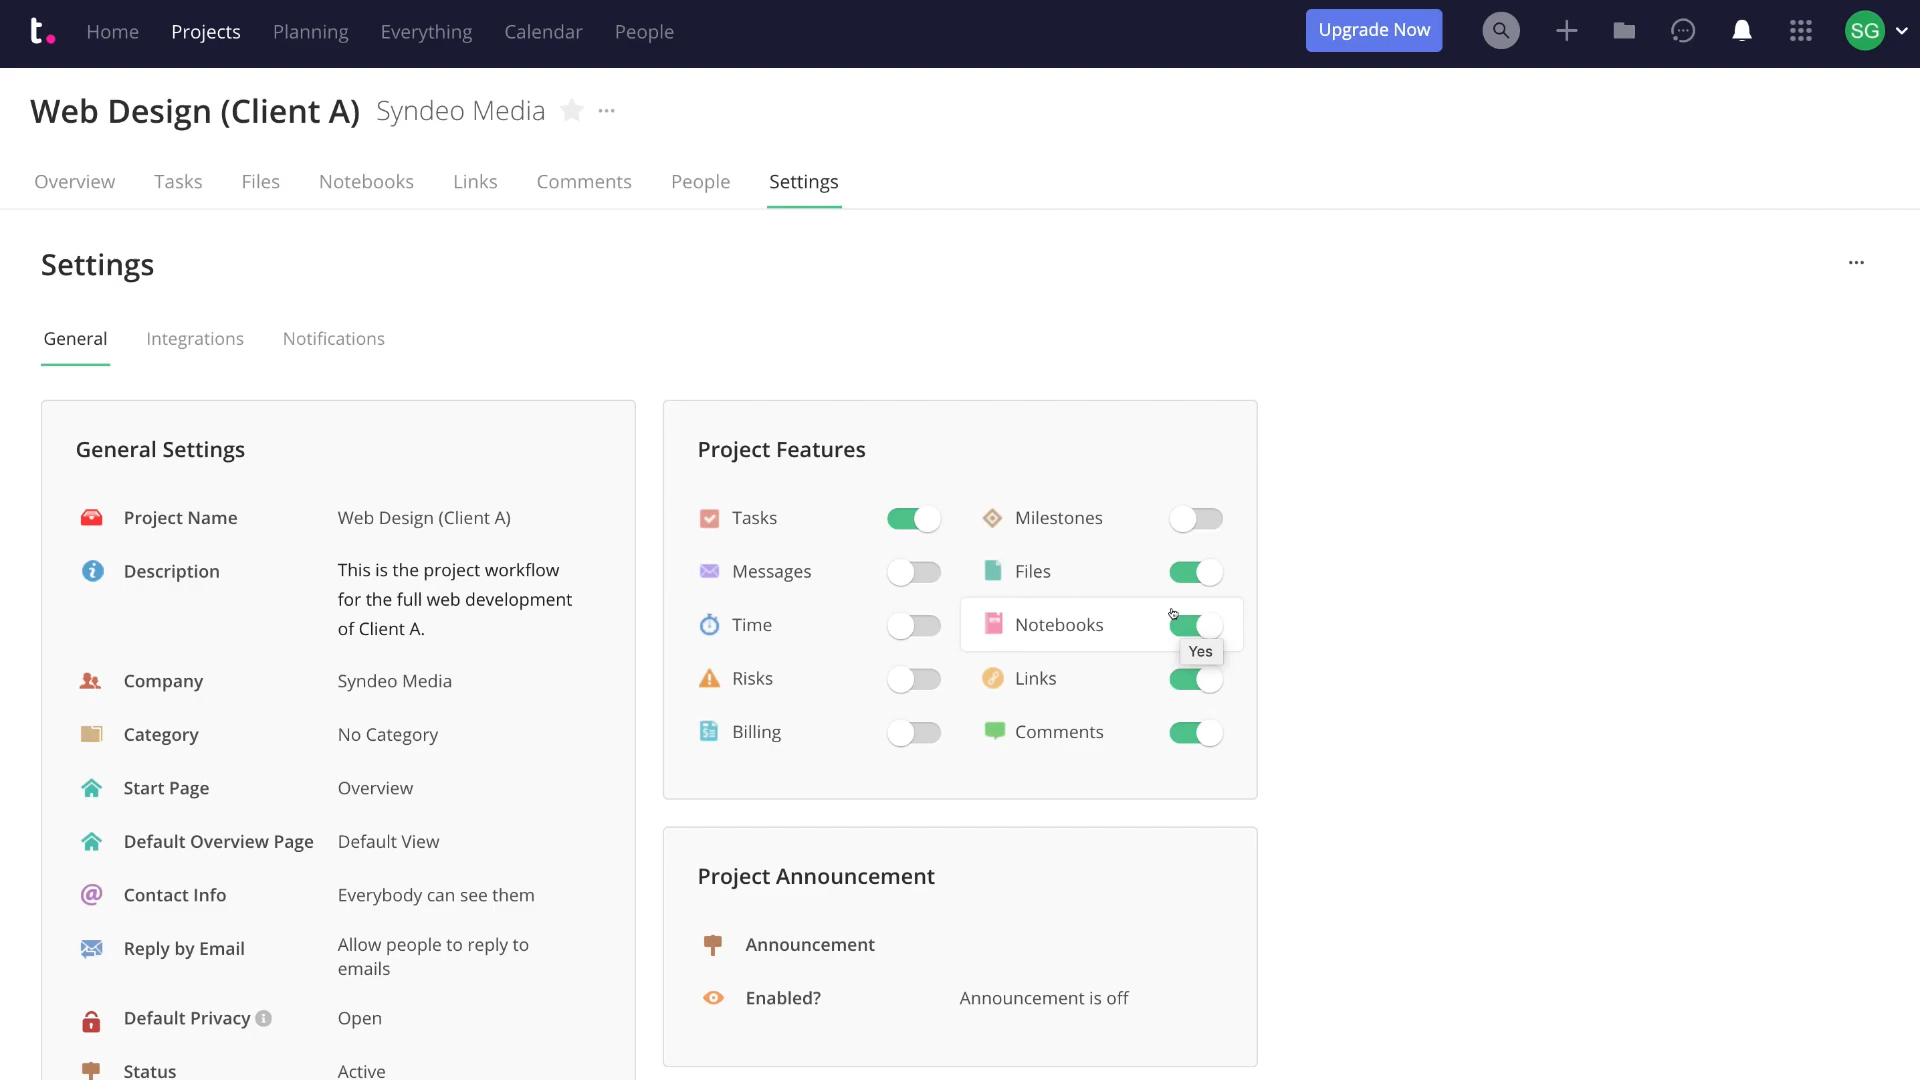 t.
Home
Projects
Planning
Everything
Calendar
People
Upgrade Now
SG
Web Design (Client A)
Syndeo Media
Overview
Tasks
Files
Notebooks
Links
Comments
People
Settings
Settings
General
Integrations
Notifications
General Settings
Project Name
Web Design (Client A)
Description
This is the project workflow
for the full web development
of Client A.
Company
Syndeo Media
Category
No Category
Start Page
Overview
Default Overview Page
Default View
Contact Info
Everybody can see them
Reply by Email
Allow people to reply to
emails
Default Privacy
Open
Status
Active
Project Features
Tasks
Milestones
Messages
Files
Time
Notebooks
Yes
Risks
Links
Billing
Comments
Project Announcement
Announcement
Enabled?
Announcement is off